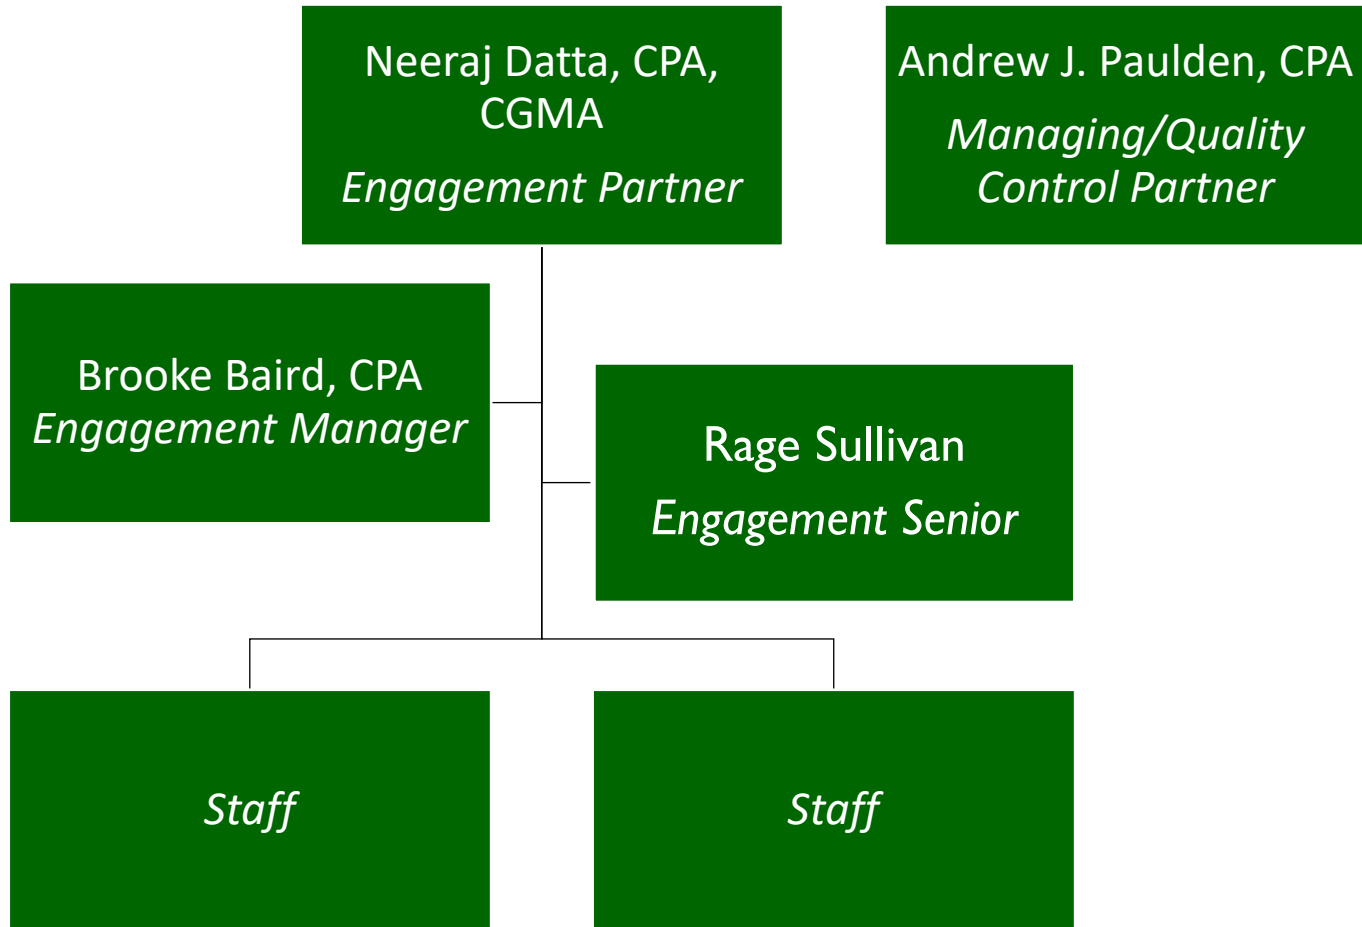 Neeraj Datta, CPA,
CGMA
Engagement Partner
Andrew J. Paulden, CPA
Managing/Quality
Control Partner
Brooke Baird, CPA
Engagement Manager
Rage Sullivan
Engagement Senior
Staff
Staff